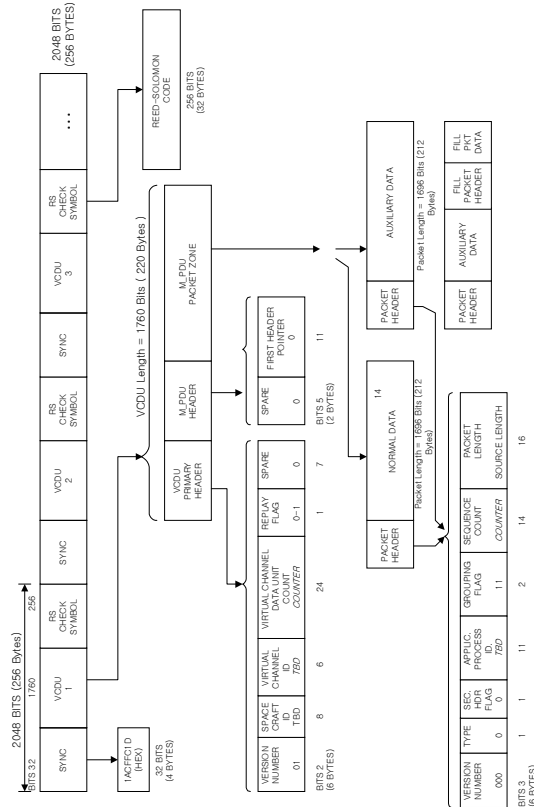 2048 BITS (256 Bytes)
2048 BITS
(256 BYTES)
BITS 32
1760
256
SYNC
VCDU
1
RS
CHECK
SYMBOL
SYNC
VCDU
2
RS
CHECK
SYMBOL
SYNC
VCDU
3
RS
CHECK
SYMBOL
...
1ACFFC1D
(HEX)
32 BITS
(4 BYTES)
REED-SOLOMON
CODE
256 BITS
(32 BYTES)
VCDU Length = 1760 Bits ( 220 Bytes )
VCDU
PRIMARY
HEADER
M_PDU
HEADER
M_PDU
PACKET ZONE
VERSION
NUMBER
01
SPACE
CRAFT
ID
TBD
VIRTUAL
CHANNEL
ID
TBD
VIRTUAL CHANNEL
DATA UNIT
COUNT
COUNTER
REPLAY
FLAG
0-1
SPARE
0
BITS 2
(6 BYTES)
8
6
24
1
7
SPARE
0
FIRST HEADER
POINTER
0
BITS 5
(2 BYTES)
11
PACKET
HEADER
NORMAL DATA
14
Packet Length = 1696 Bits (212
Bytes)
PACKET
HEADER
AUXILIARY DATA
Packet Length = 1696 Bits (212
Bytes)
PACKET
HEADER
AUXILIARY
DATA
FILL
PACKET
HEADER
FILL
PKT
DATA
VERSION
NUMBER
000
TYPE
0
SEC.
HDR
FLAG
0
APPLIC.
PROCESS
ID.
TBD
GROUPING
FLAG
11
SEQUENCE
COUNT
COUNTER
PACKET
LENGTH
SOURCE LENGTH
BITS 3
(6 BYTES)
1
1
11
2
14
16